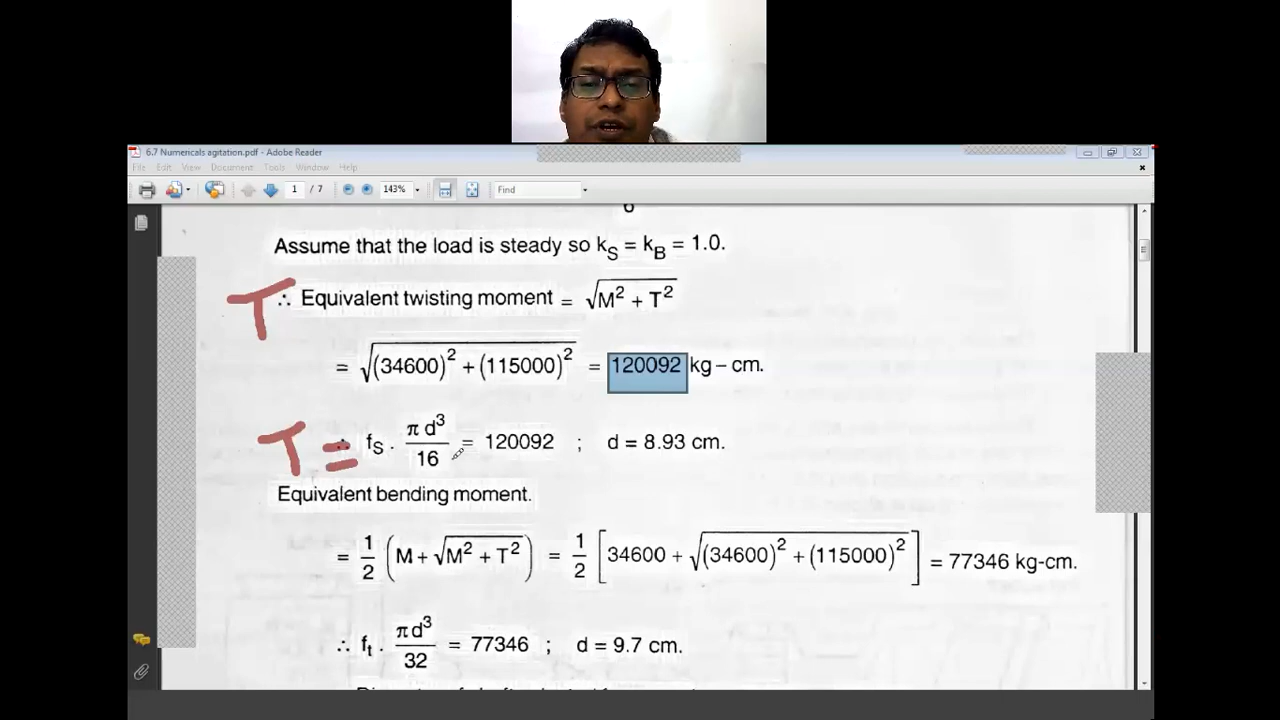 6.7 Numericals agitation.pdf - Adobe Reader
File Edit View Document Tools Window Help
1 / 7 143% Find
6
Assume that the load is steady so kS = kB = 1.0.
T ∴ Equivalent twisting moment = √(M² + T²)
= √((34600)² + (115000)²) = 120092 kg – cm.
T = ∴ fS · πd³/16 = 120092 ; d = 8.93 cm.
Equivalent bending moment.
= 1/2 (M + √(M² + T²)) = 1/2 [34600 + √((34600)² + (115000)²)] = 77346 kg-cm.
∴ ft · πd³/32 = 77346 ; d = 9.7 cm.